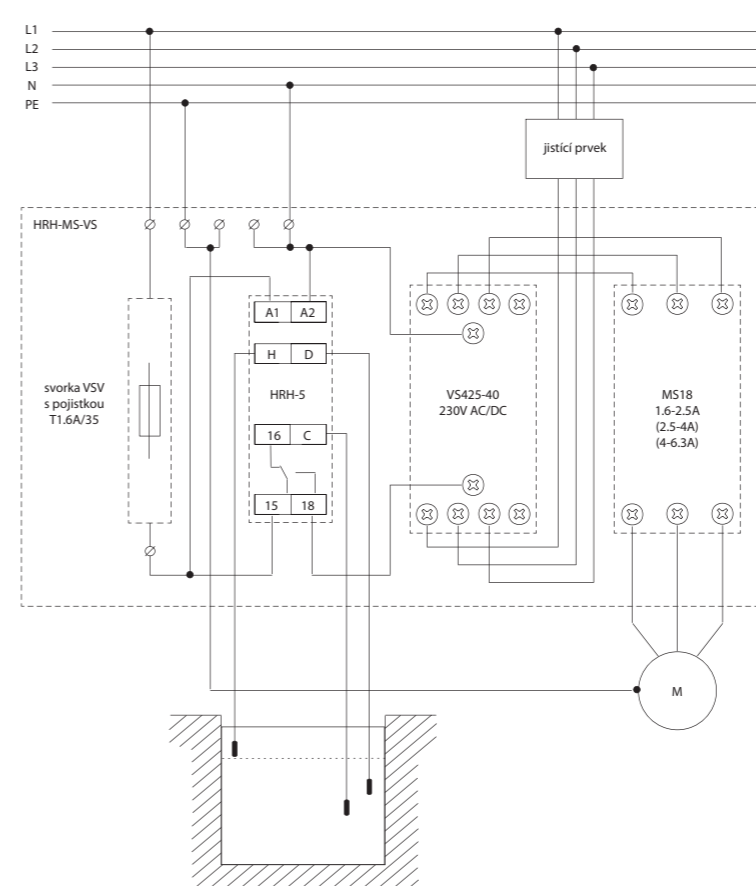 L1
L2
L3
N
PE
jistící prvek
HRH-MS-VS
A1 A2
H D
HRH-5
16 C
15 18
svorka VSV
s pojistkou
T1.6A/35
VS425-40
230V AC/DC
MS18
1.6-2.5A
(2.5-4A)
(4-6.3A)
M